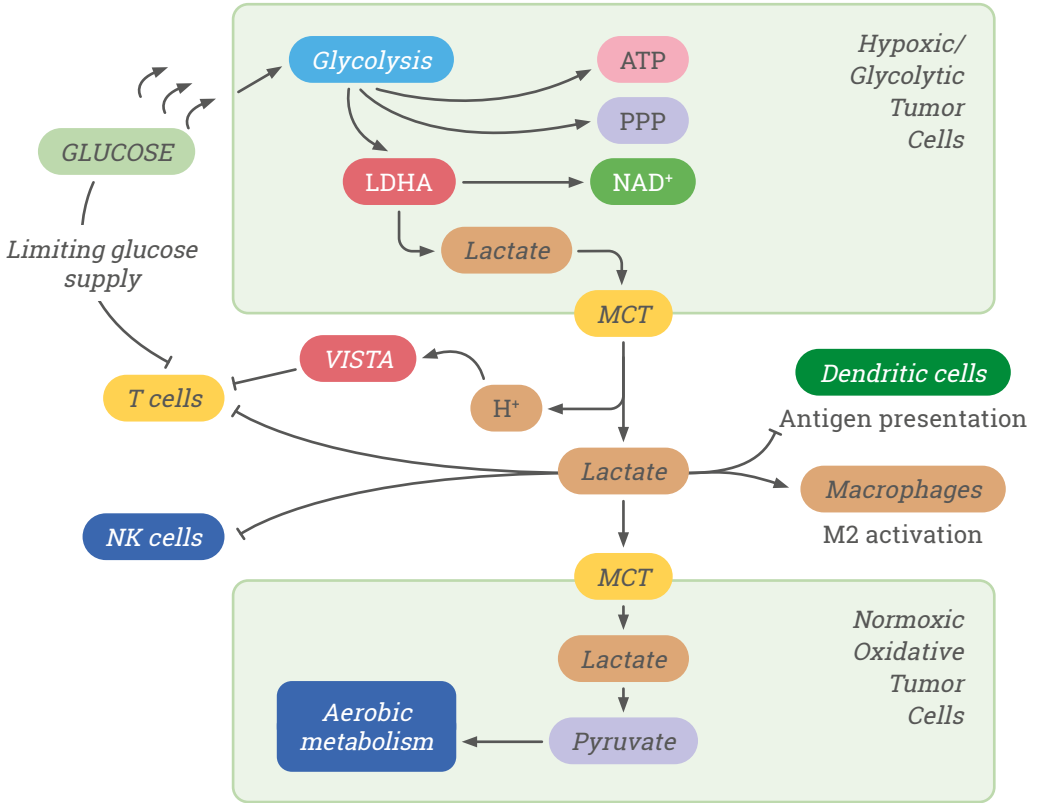 Hypoxic/
Glycolytic
Tumor
Cells
Glycolysis
ATP
PPP
GLUCOSE
LDHA
NAD⁺
Limiting glucose
supply
Lactate
MCT
VISTA
Dendritic cells
T cells
H⁺
Antigen presentation
Lactate
Macrophages
NK cells
M2 activation
MCT
Normoxic
Oxidative
Tumor
Cells
Lactate
Aerobic
metabolism
Pyruvate